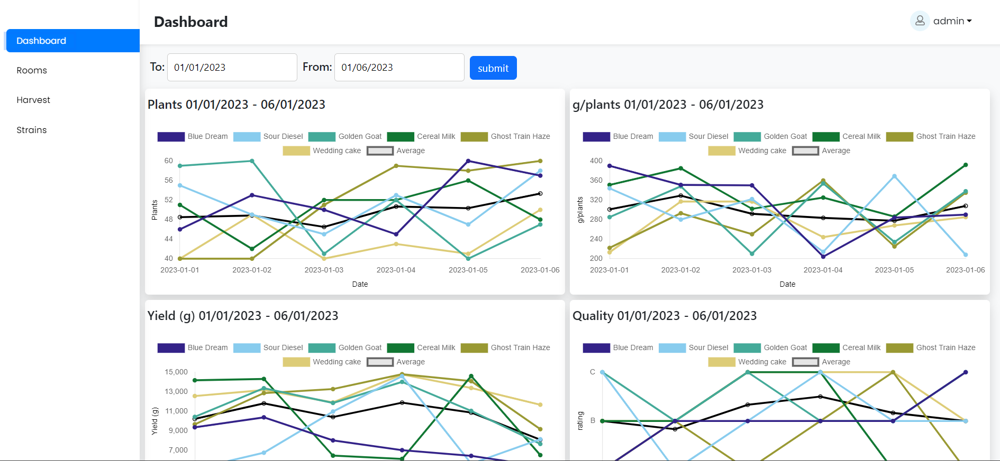 Dashboard
admin
Dashboard
Rooms
Harvest
Strains
To: 01/01/2023 From: 01/06/2023 submit
Plants 01/01/2023 - 06/01/2023
Blue Dream Sour Diesel Golden Goat Cereal Milk Ghost Train Haze
Wedding cake Average
60
56
52
48
44
40
Plants
2023-01-01 2023-01-02 2023-01-03 2023-01-04 2023-01-05 2023-01-06
Date
g/plants 01/01/2023 - 06/01/2023
Blue Dream Sour Diesel Golden Goat Cereal Milk Ghost Train Haze
Wedding cake Average
400
360
320
280
240
200
g/plants
2023-01-01 2023-01-02 2023-01-03 2023-01-04 2023-01-05 2023-01-06
Date
Yield (g) 01/01/2023 - 06/01/2023
Blue Dream Sour Diesel Golden Goat Cereal Milk Ghost Train Haze
Wedding cake Average
15,000
13,000
11,000
9,000
7,000
Yield (g)
Quality 01/01/2023 - 06/01/2023
Blue Dream Sour Diesel Golden Goat Cereal Milk Ghost Train Haze
Wedding cake Average
C
B
rating